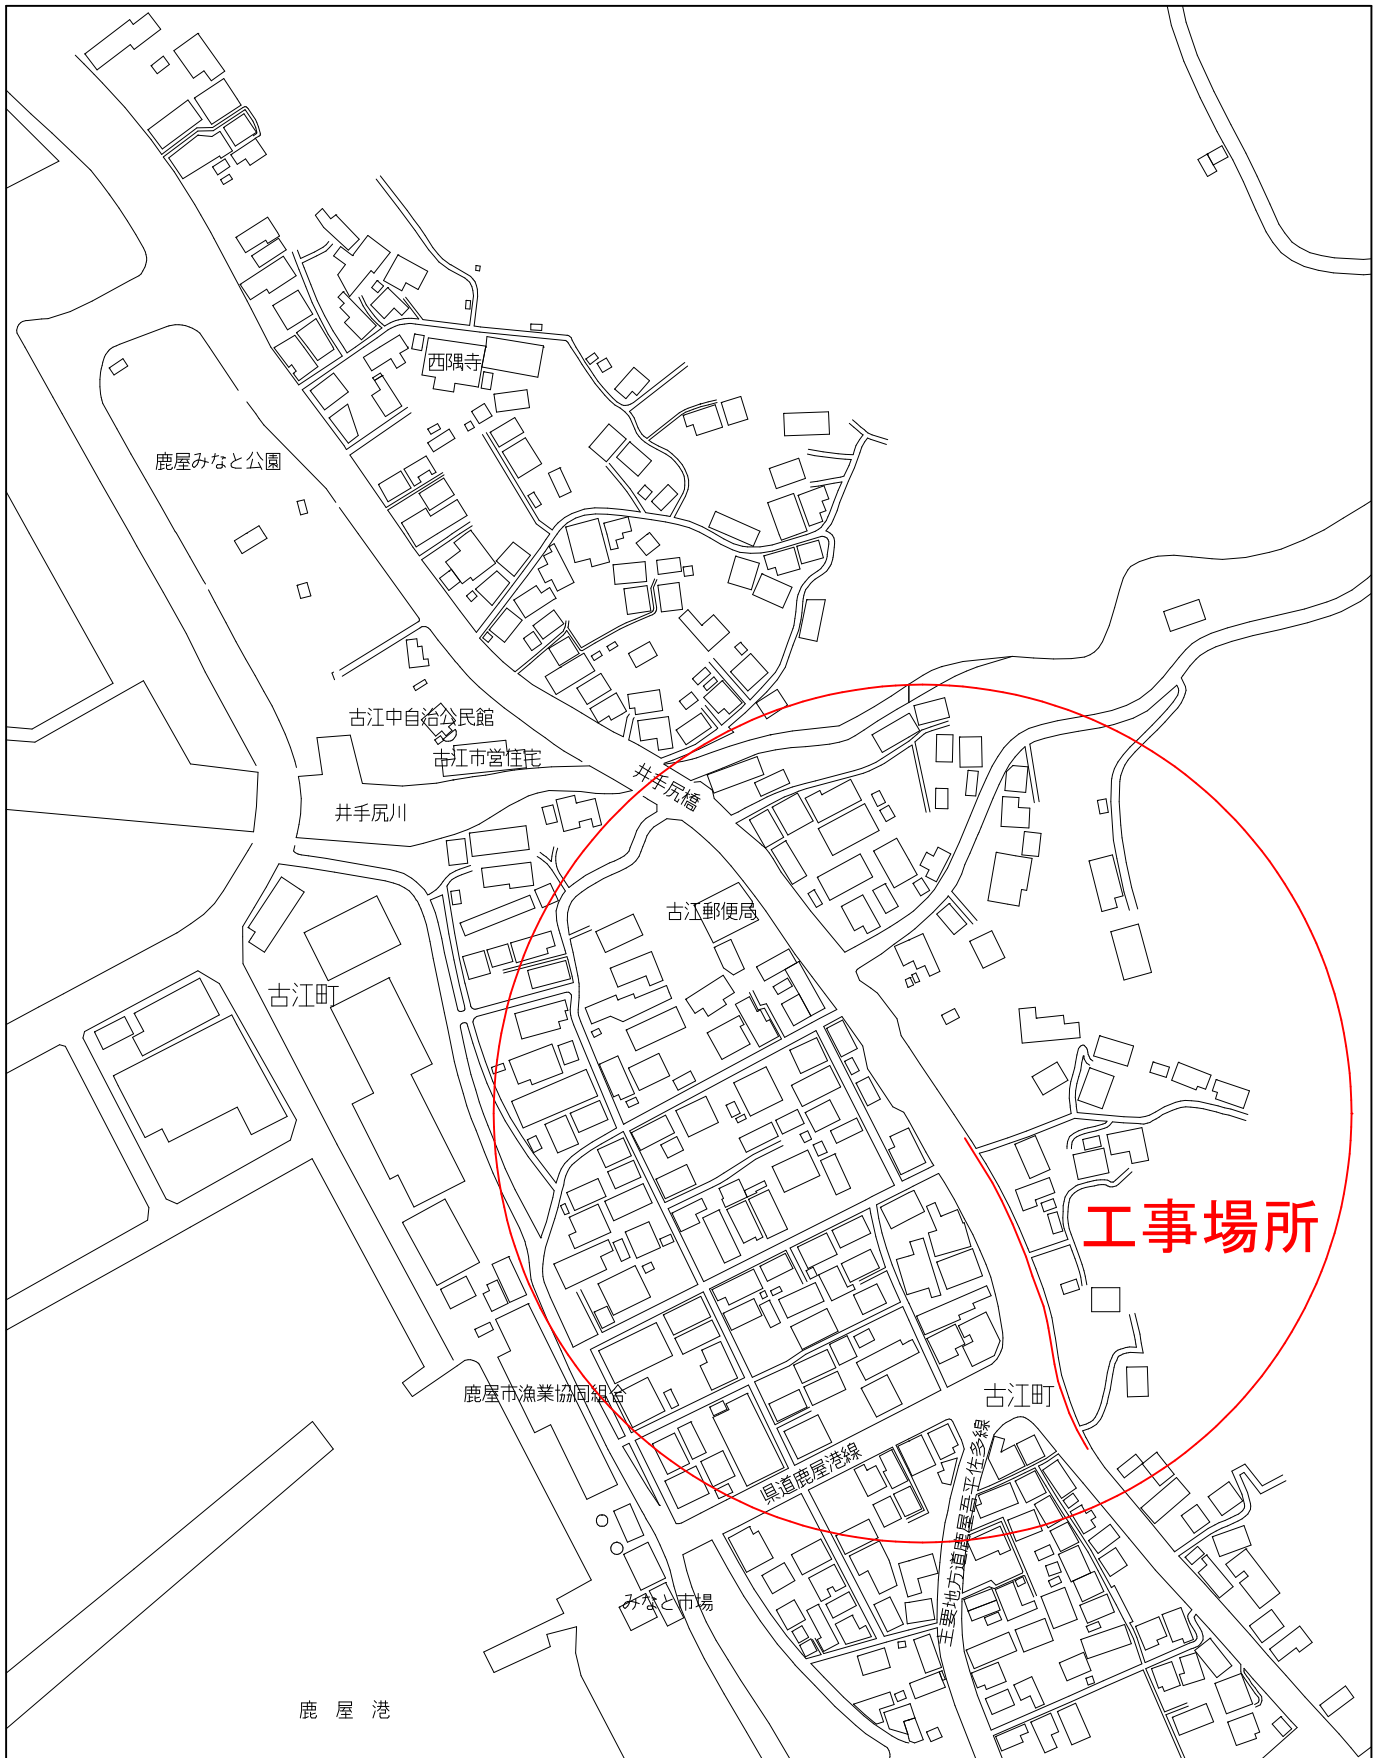 西隅寺
鹿屋みなと公園
古江中自治公民館
古江市営住宅
井手尻橋
井手尻川
古江郵便局
古江町
工事場所
鹿屋市漁業協同組合
古江町
県道鹿屋港線
主要地方道鹿屋吾平佐多線
みなと市場
鹿屋港